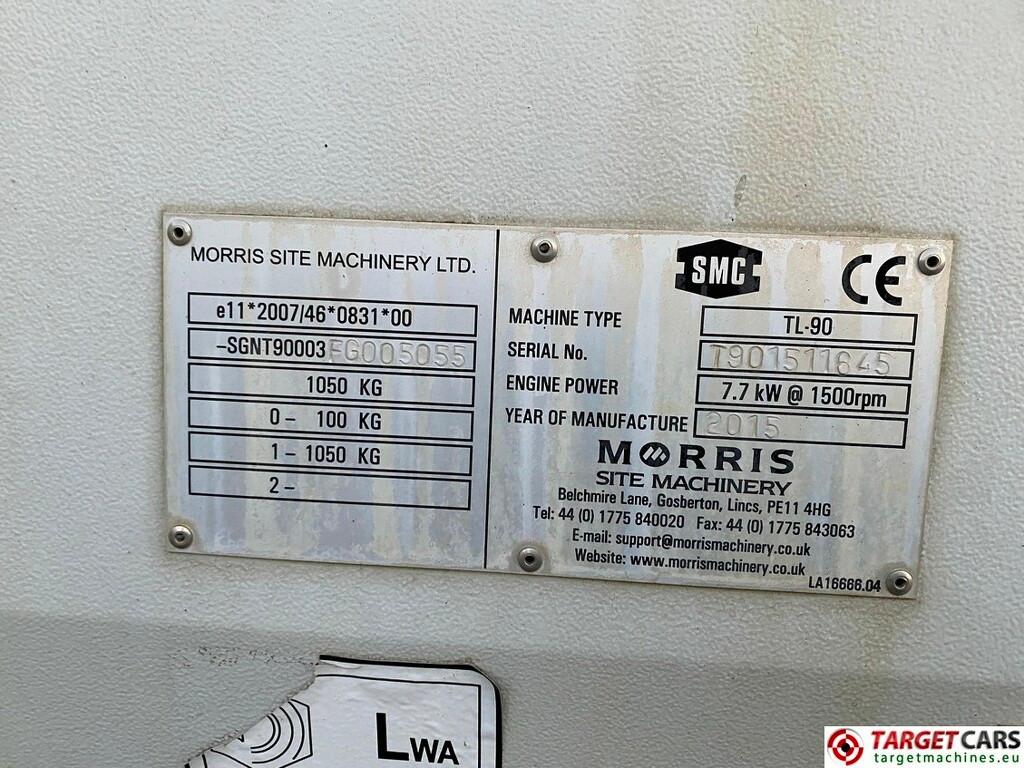 MORRIS SITE MACHINERY LTD.
e11*2007/46*0831*00
–SGNT90003FG005055
1050 KG
0– 100 KG
1– 1050 KG
2–
SMC
CE
MACHINE TYPE TL-90
SERIAL No. T901511645
ENGINE POWER 7.7 kW @ 1500rpm
YEAR OF MANUFACTURE 2015
MORRIS
SITE MACHINERY
Belchmire Lane, Gosberton, Lincs, PE11 4HG
Tel: 44 (0) 1775 840020 Fax: 44 (0) 1775 843063
E-mail: support@morrismachinery.co.uk
Website: www.morrismachinery.co.uk
LA16666.04
LWA
TARGETCARS
targetmachines.eu